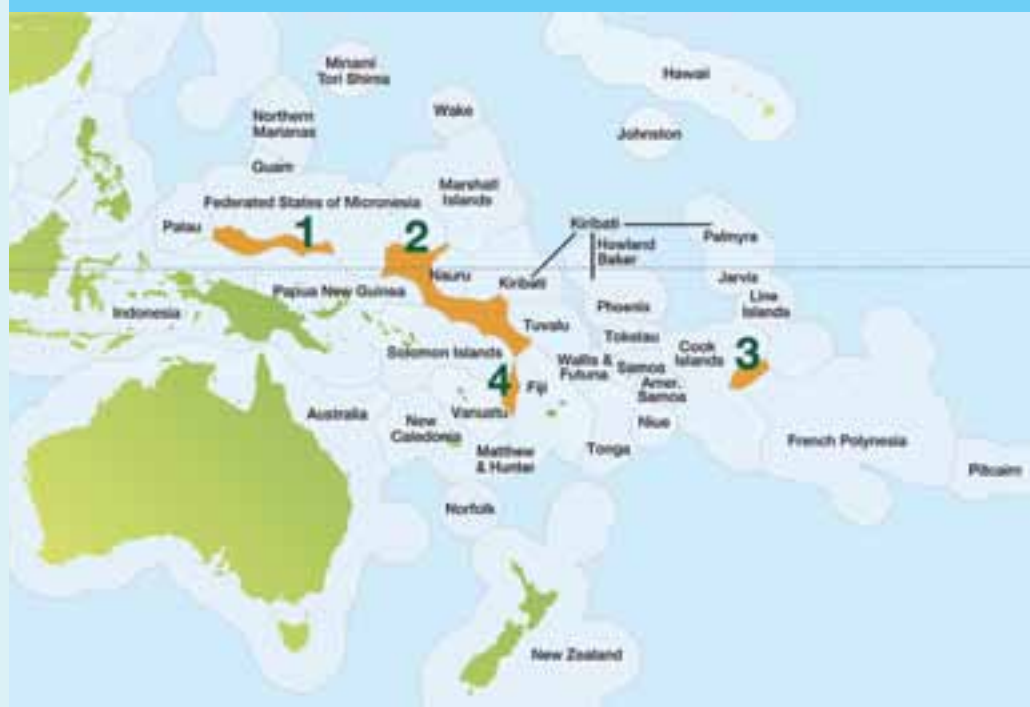 Minami
Tori Shima
Hawaii
Northern
Marianas
Wake
Johnston
Guam
Marshall
Islands
Federated States of Micronesia
Palau
1
2
Kiribati
Palmyra
Howland
Baker
Nauru
Kiribati
Jarvis
Papua New Guinea
Line
Islands
Indonesia
Phoenix
Tuvalu
Tokelau
Solomon Islands
Cook
Islands
3
Wallis &
Futuna
Samoa
Amer.
Samoa
4
Fiji
Australia
Vanuatu
New
Caledonia
Niue
French Polynesia
Matthew
& Hunter
Tonga
Pitcairn
Norfolk
New Zealand